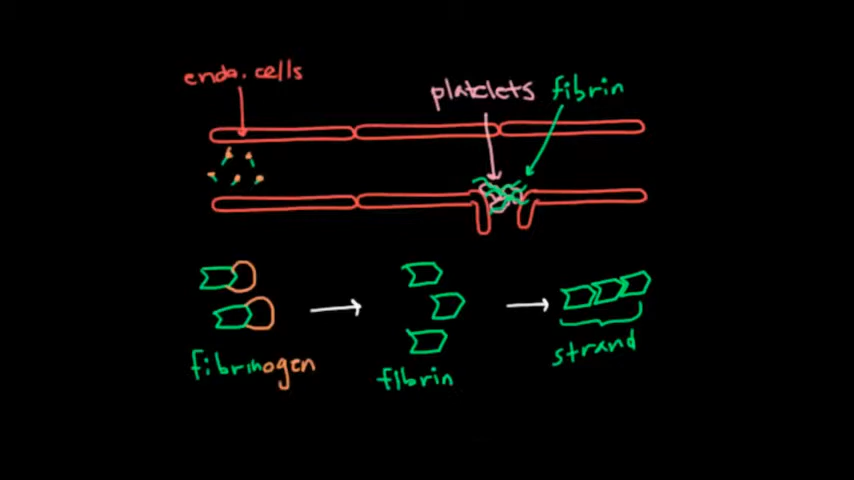 endo.cells
platelets
fibrin
fibrinogen
fibrin
strand